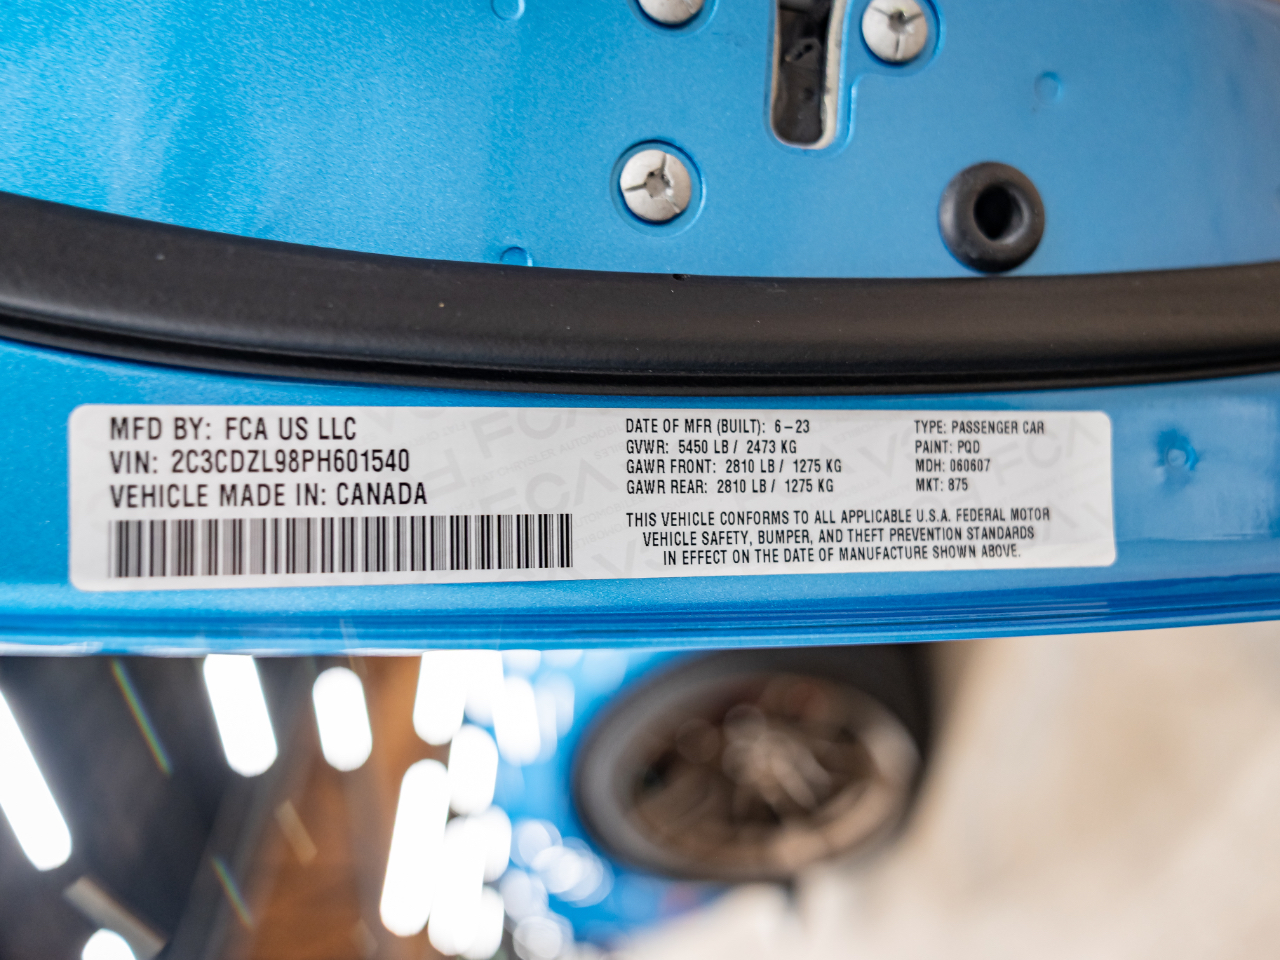 MFD BY: FCA US LLC
VIN: 2C3CDZL98PH601540
VEHICLE MADE IN: CANADA
DATE OF MFR (BUILT): 6-23
GVWR: 5450 LB / 2473 KG
GAWR FRONT: 2810 LB / 1275 KG
GAWR REAR: 2810 LB / 1275 KG
TYPE: PASSENGER CAR
PAINT: PQD
MDH: 060607
MKT: 875
THIS VEHICLE CONFORMS TO ALL APPLICABLE U.S.A. FEDERAL MOTOR
VEHICLE SAFETY, BUMPER, AND THEFT PREVENTION STANDARDS
IN EFFECT ON THE DATE OF MANUFACTURE SHOWN ABOVE.